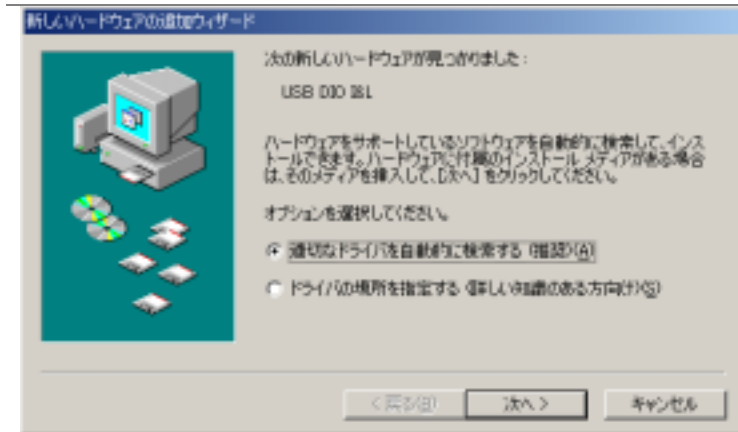 新しいハードウェアの追加ウィザード
次の新しいハードウェアが見つかりました:
USB DIO I&L
ハードウェアをサポートしているソフトウェアを自動的に検索して、インス
トールできます。ハードウェアに付属のインストール メディアがある場合
は、そのメディアを挿入して、[次へ] をクリックしてください。
オプションを選択してください。
適切なドライバを自動的に検索する (推奨)(A)
ドライバの場所を指定する (詳しい知識のある方向け)(S)
< 戻る(B)
次へ >
キャンセル